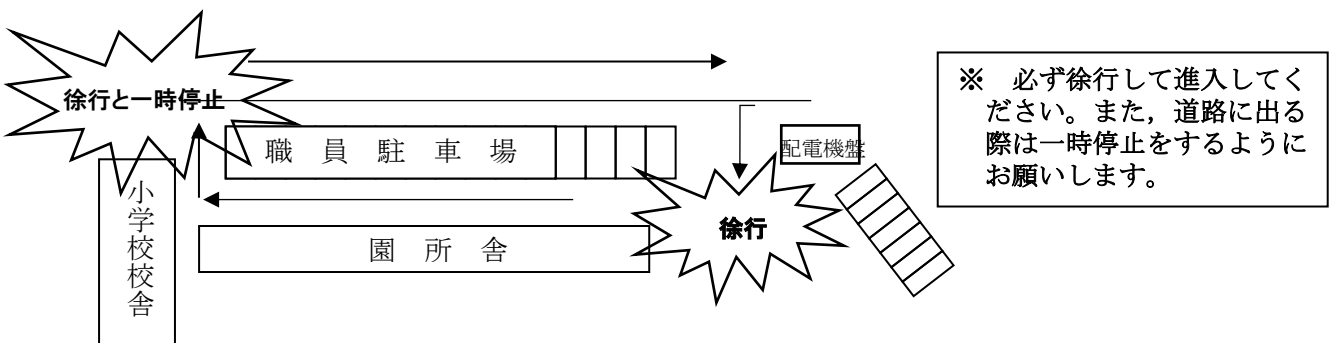 徐行と一時停止
職員駐車場
配電機盤
徐行
園所舎
小学校校舎
※　必ず徐行して進入してく
ださい。また，道路に出る
際は一時停止をするように
お願いします。